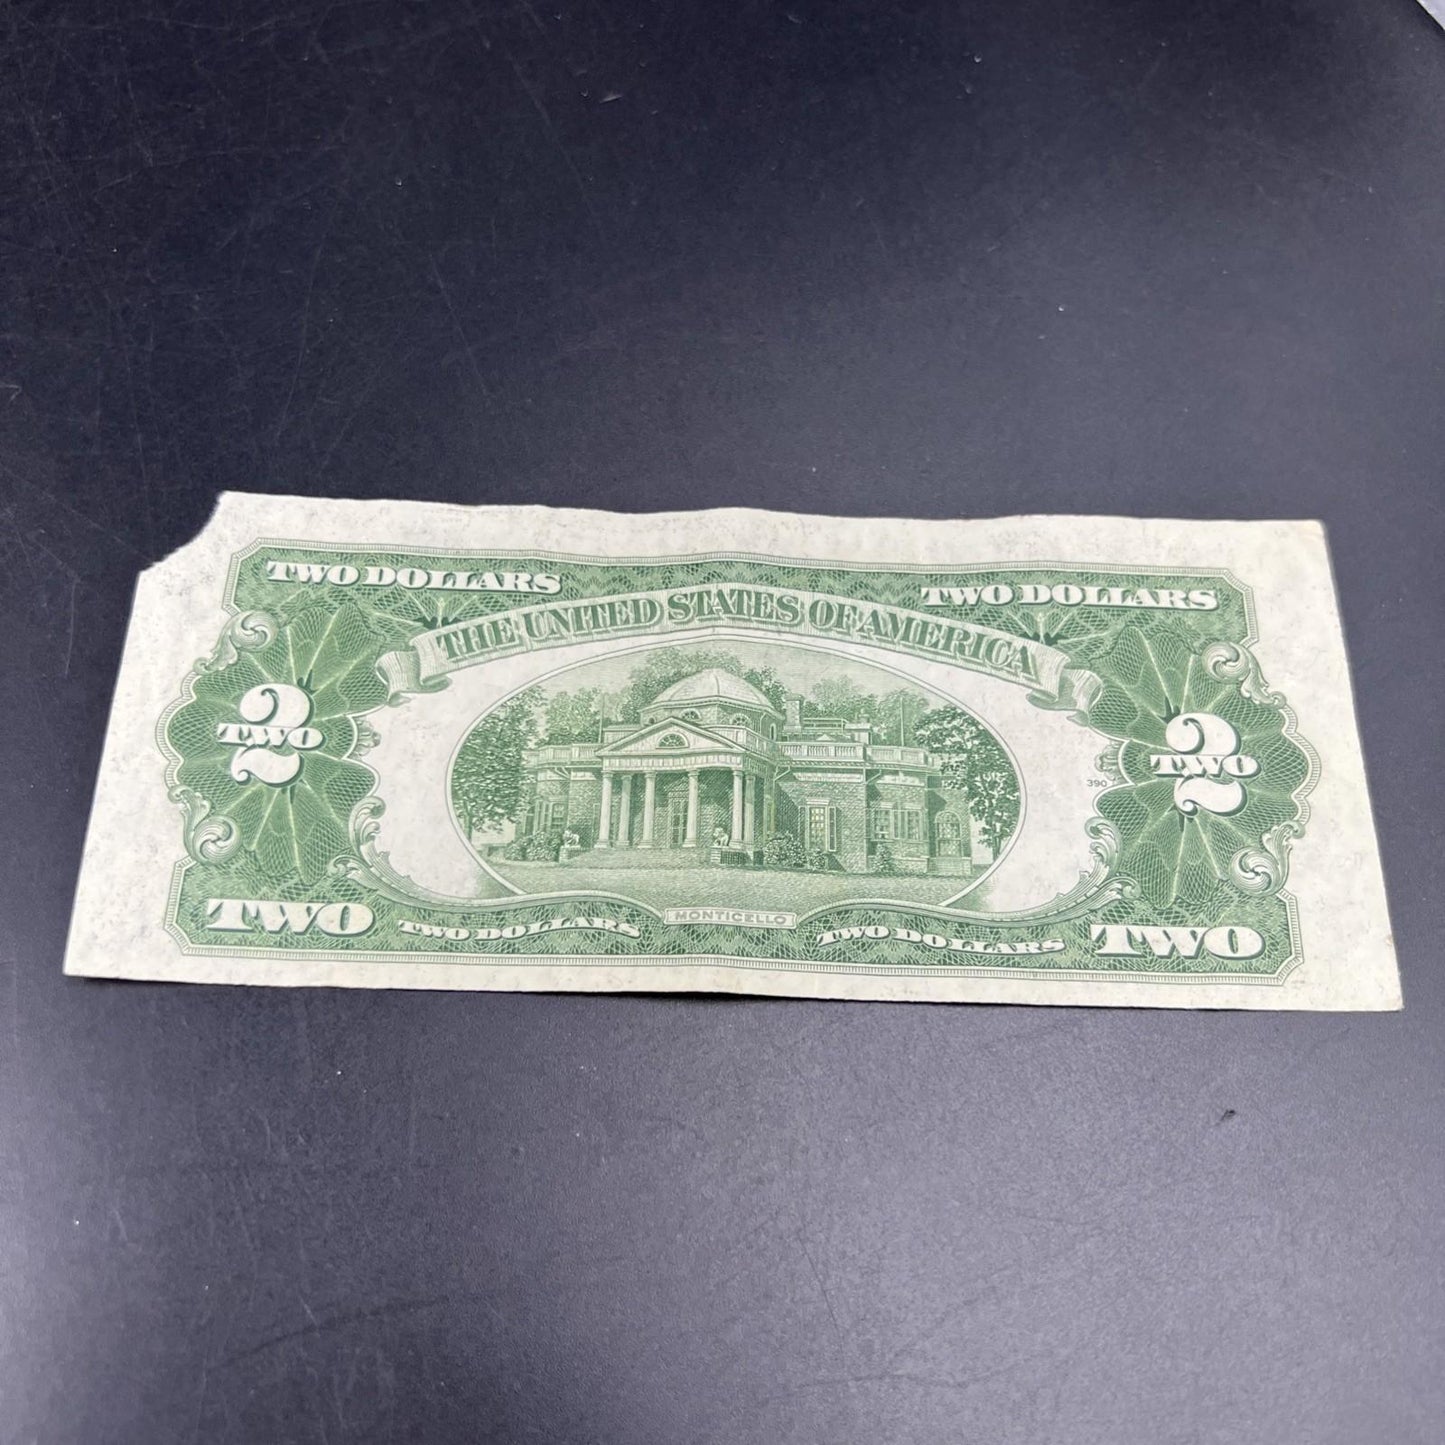 TWO DOLLARS TWO DOLLARS
THE UNITED STATES OF AMERICA
2 TWO 2 TWO
390
MONTICELLO
TWO TWO DOLLARS TWO DOLLARS TWO